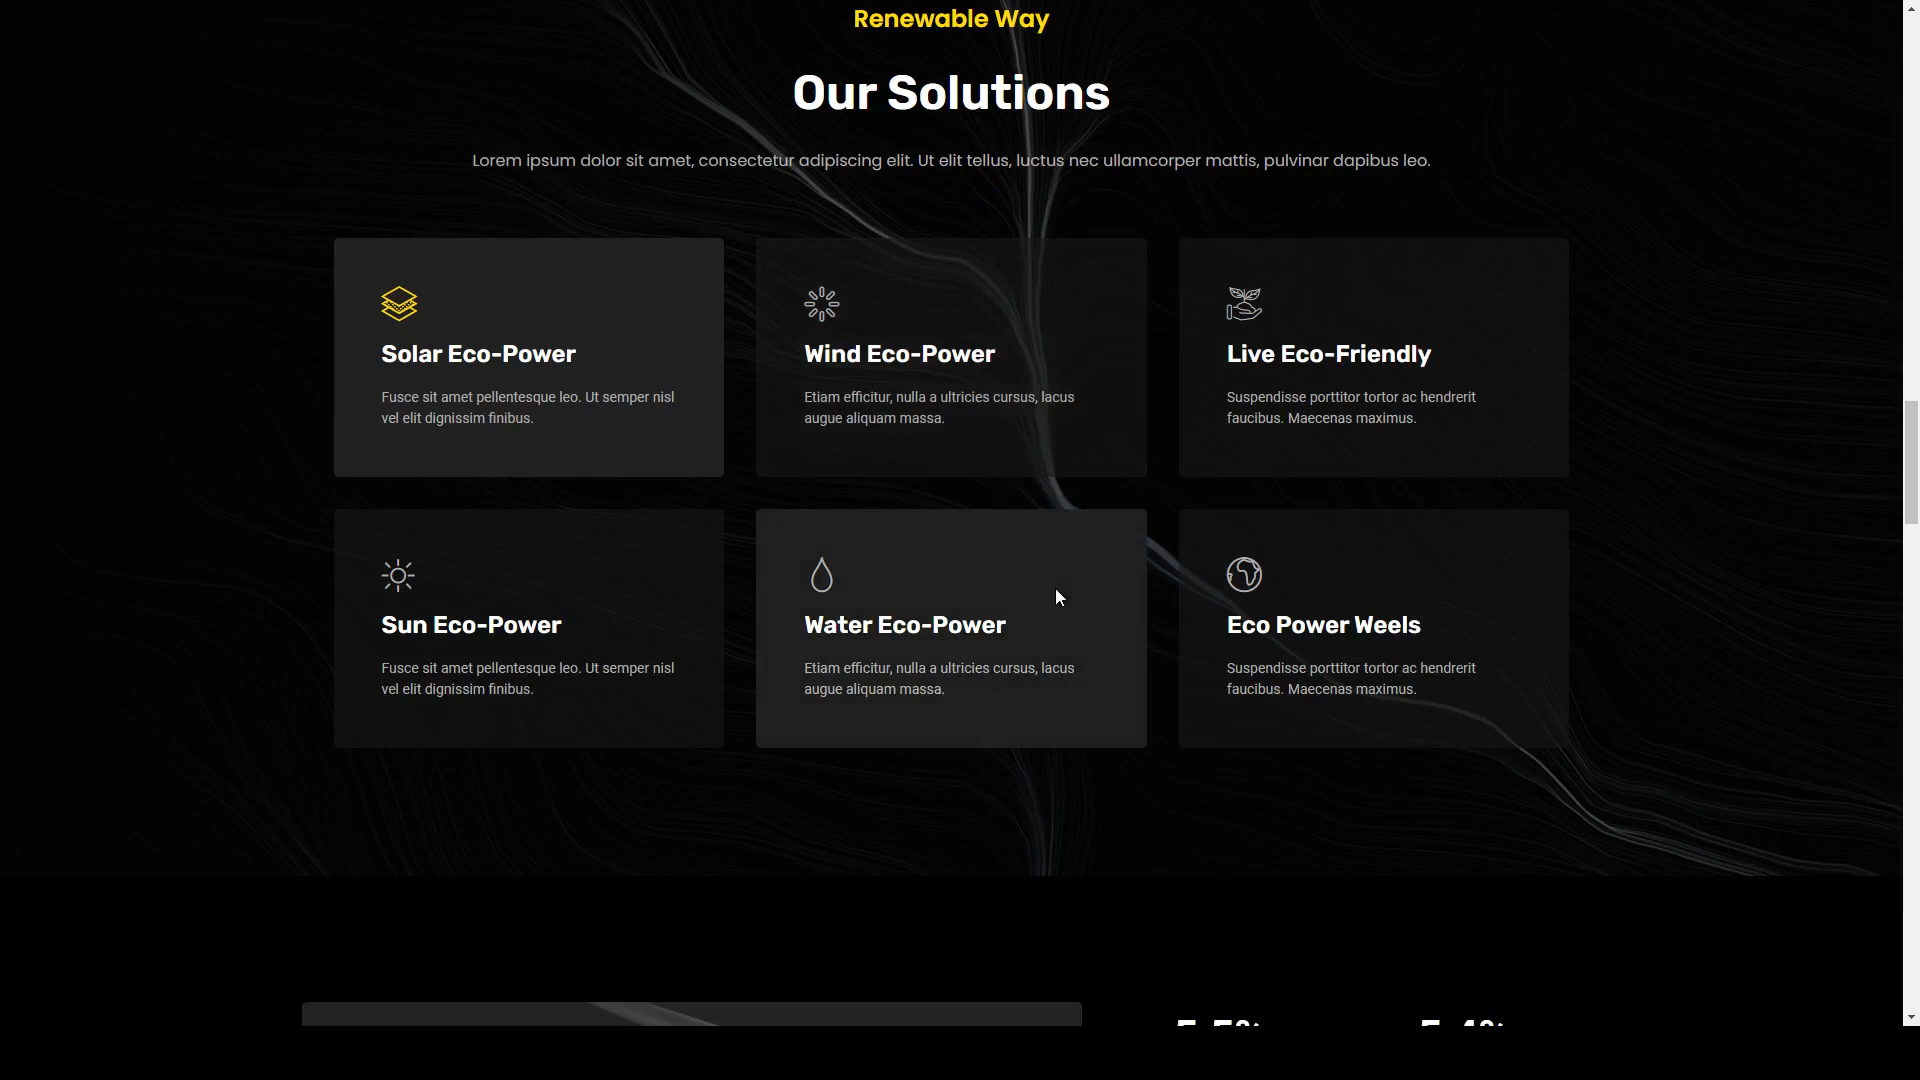 Renewable Way
Our Solutions
Lorem ipsum dolor sit amet, consectetur adipiscing elit. Ut elit tellus, luctus nec ullamcorper mattis, pulvinar dapibus leo.
Solar Eco-Power
Fusce sit amet pellentesque leo. Ut semper nisl
vel elit dignissim finibus.
Wind Eco-Power
Etiam efficitur, nulla a ultricies cursus, lacus
augue aliquam massa.
Live Eco-Friendly
Suspendisse porttitor tortor ac hendrerit
faucibus. Maecenas maximus.
Sun Eco-Power
Fusce sit amet pellentesque leo. Ut semper nisl
vel elit dignissim finibus.
Water Eco-Power
Etiam efficitur, nulla a ultricies cursus, lacus
augue aliquam massa.
Eco Power Weels
Suspendisse porttitor tortor ac hendrerit
faucibus. Maecenas maximus.